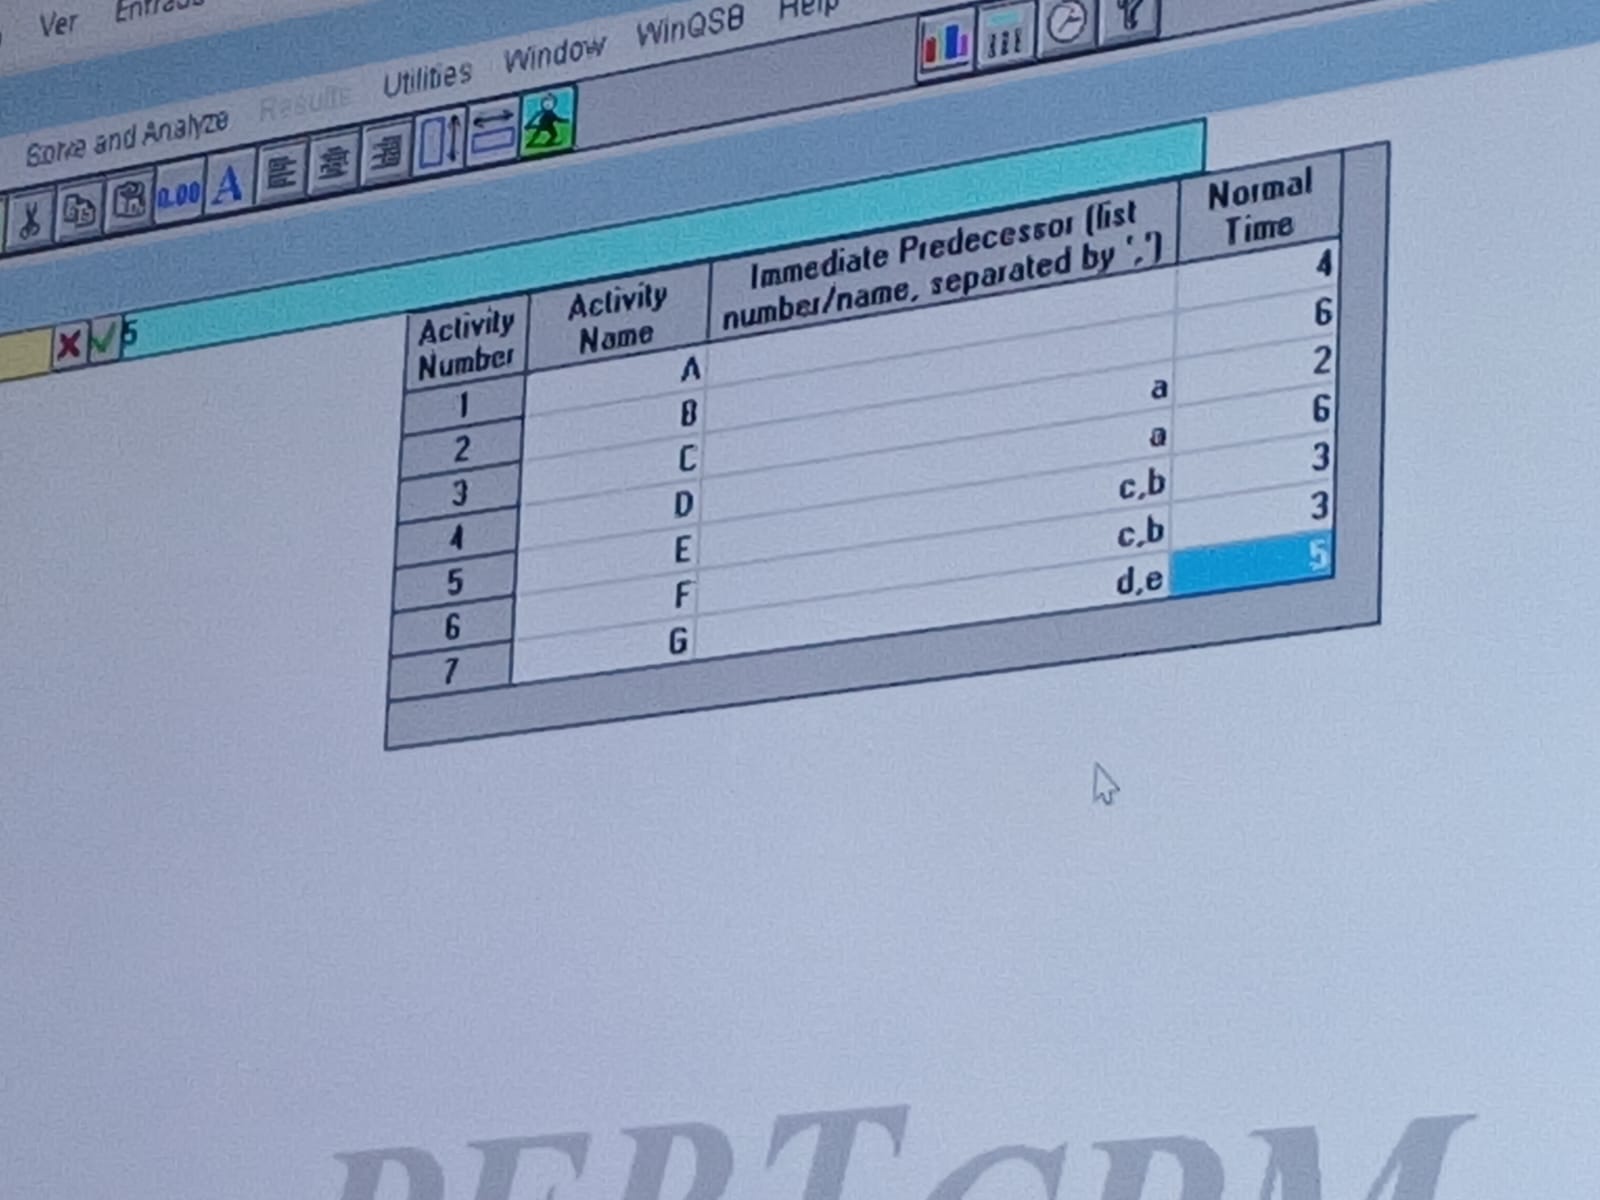 Ver
Solve and Analyze Results Utilities Window WinQSB Help
0.00 A
5
Activity Number Activity Name Immediate Predecessor (list number/name, separated by ',') Normal Time
1 A 4
2 B 6
3 C a 2
4 D a 6
5 E c,b 3
6 F c,b 3
7 G d,e 5
PERT_CPM